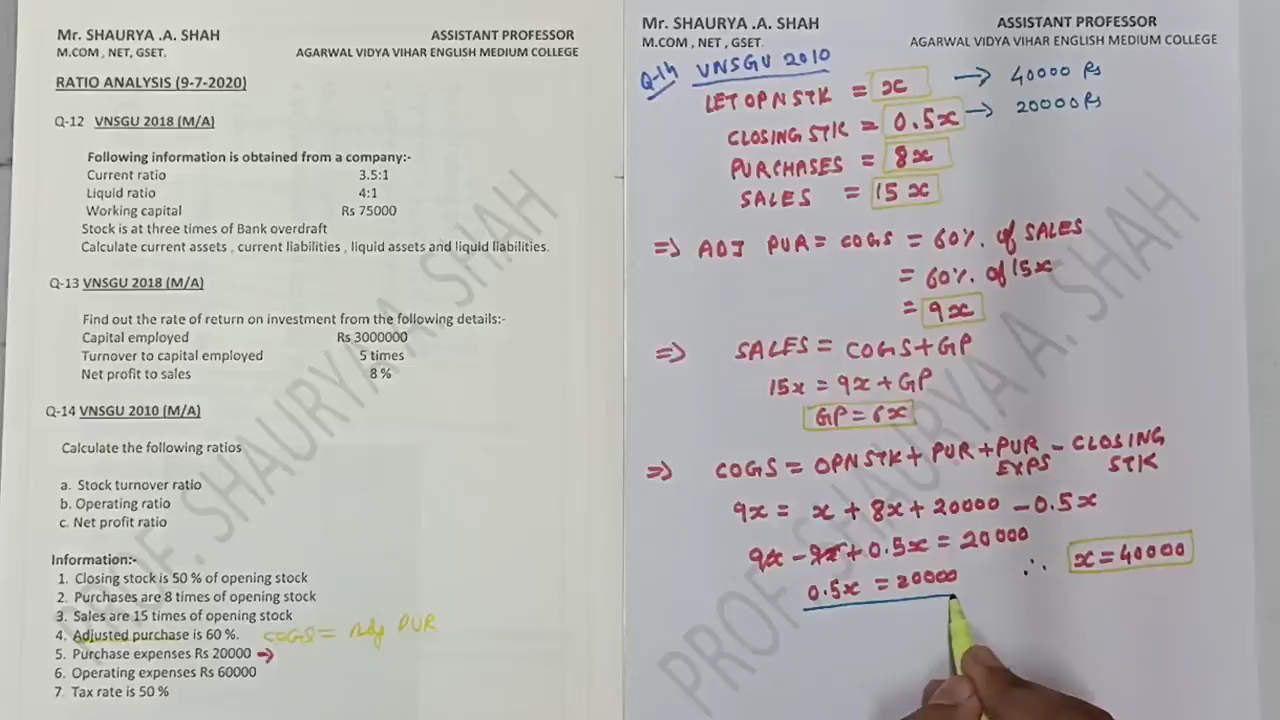 Mr. SHAURYA .A. SHAH
ASSISTANT PROFESSOR
M.COM, NET, GSET.
AGARWAL VIDYA VIHAR ENGLISH MEDIUM COLLEGE
RATIO ANALYSIS (9-7-2020)
Q-12 VNSGU 2018 (M/A)
Following information is obtained from a company:-
Current ratio 3.5:1
Liquid ratio 4:1
Working capital Rs 75000
Stock is at three times of Bank overdraft
Calculate current assets , current liabilities , liquid assets and liquid liabilities.
Q-13 VNSGU 2018 (M/A)
Find out the rate of return on investment from the following details:-
Capital employed Rs 3000000
Turnover to capital employed 5 times
Net profit to sales 8 %
Q-14 VNSGU 2010 (M/A)
Calculate the following ratios
a. Stock turnover ratio
b. Operating ratio
c. Net profit ratio
Information:-
1. Closing stock is 50 % of opening stock
2. Purchases are 8 times of opening stock
3. Sales are 15 times of opening stock
4. Adjusted purchase is 60 %. COGS = Adj PUR
5. Purchase expenses Rs 20000 →
6. Operating expenses Rs 60000
7. Tax rate is 50 %
PROF. SHAURYA A. SHAH
Mr. SHAURYA .A. SHAH
ASSISTANT PROFESSOR
M.COM, NET , GSET.
AGARWAL VIDYA VIHAR ENGLISH MEDIUM COLLEGE
Q-14 VNSGU 2010
LET OPN STK = x → 40000 Rs
CLOSING STK = 0.5x → 20000 Rs
PURCHASES = 8x
SALES = 15x
⇒ ADJ PUR = COGS = 60% of SALES
= 60% of 15x
= 9x
⇒ SALES = COGS + GP
15x = 9x + GP
GP = 6x
⇒ COGS = OPN STK + PUR + PUR EXPS - CLOSING STK
9x = x + 8x + 20000 - 0.5x
9x - 9x + 0.5x = 20000
0.5x = 20000 ∴ x = 40000
PROF. SHAURYA A. SHAH